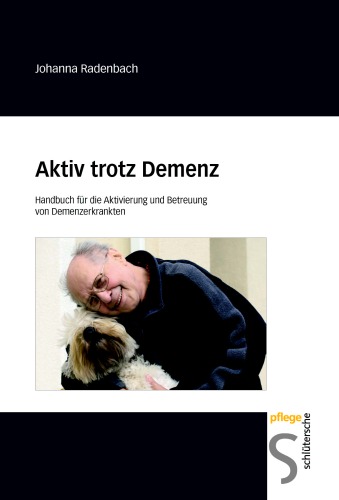 Johanna Radenbach
Aktiv trotz Demenz
Handbuch für die Aktivierung und Betreuung
von Demenzerkrankten
pflege
schlütersche